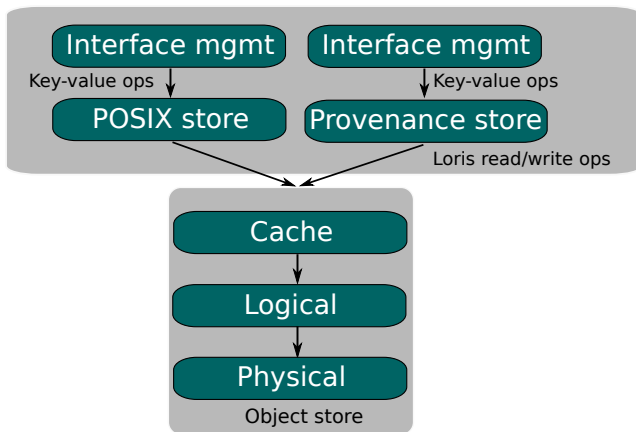 Interface mgmt
Interface mgmt
Key-value ops
Key-value ops
POSIX store
Provenance store
Loris read/write ops
Cache
Logical
Physical
Object store